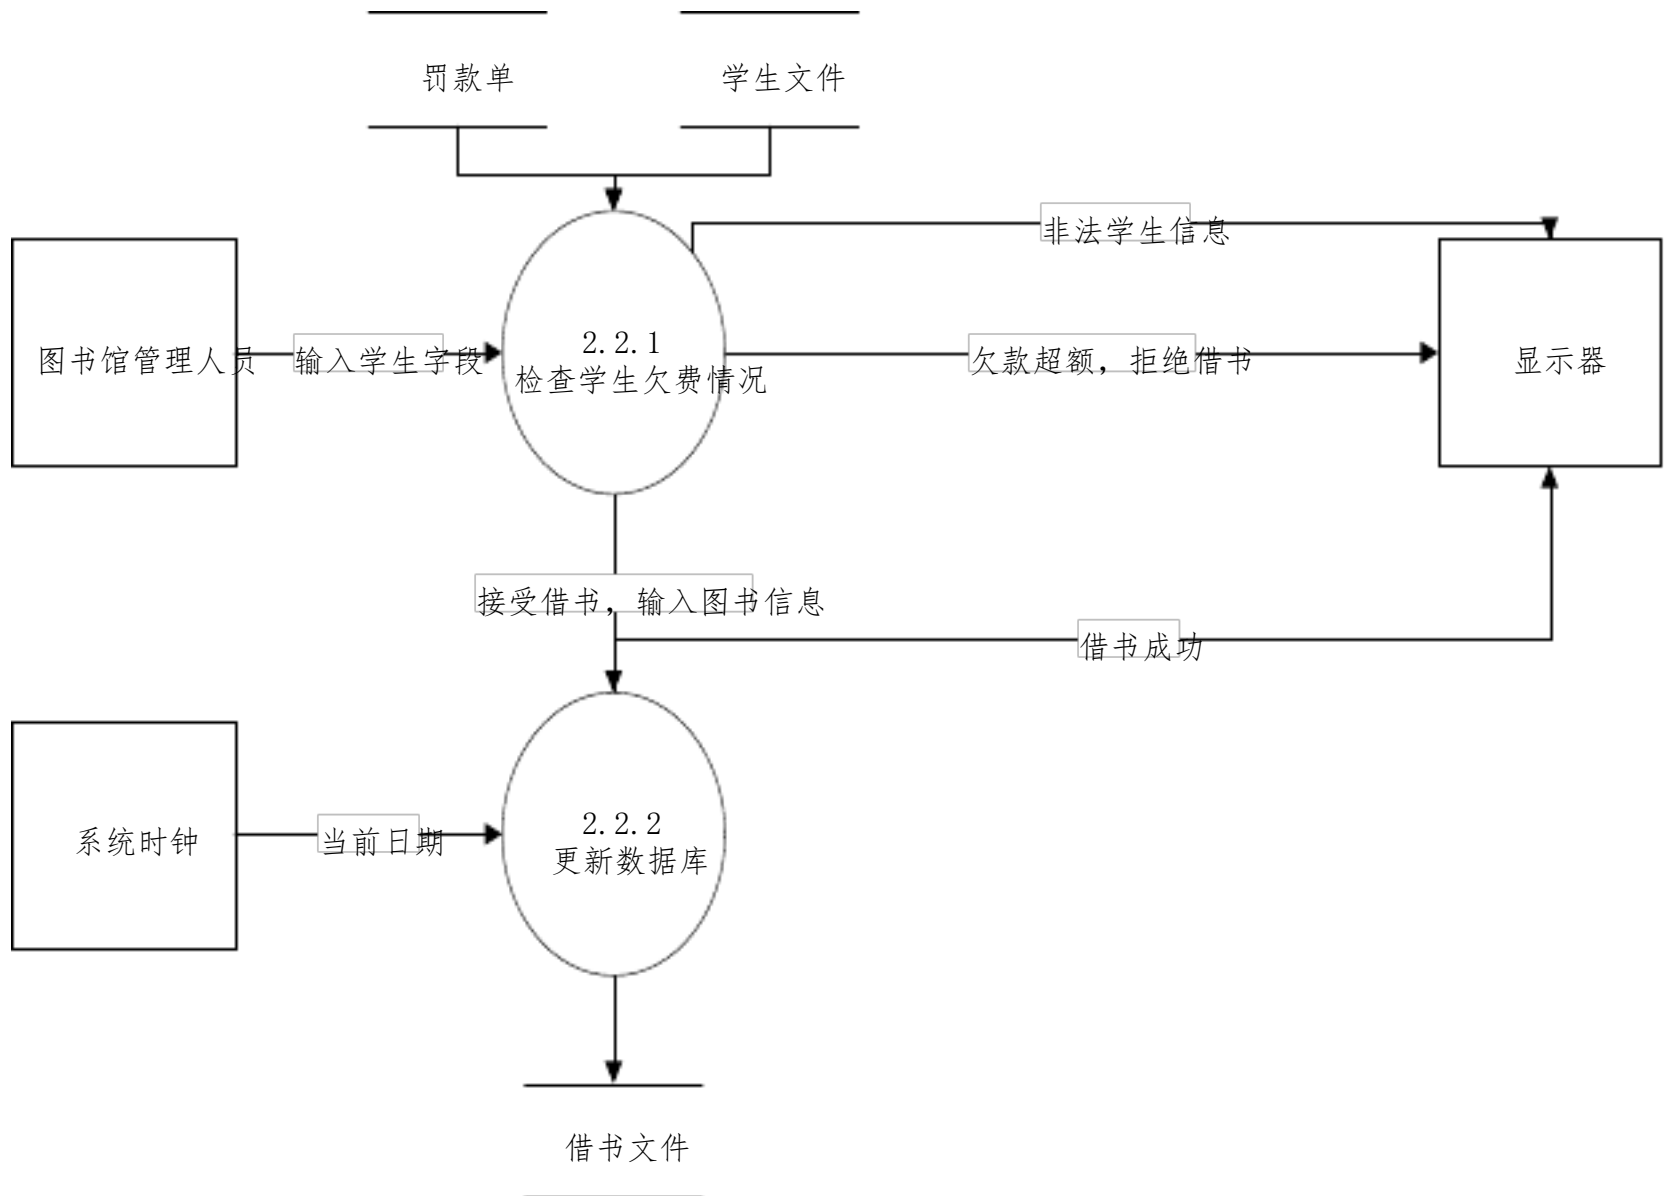 罚款单
学生文件
非法学生信息
图书馆管理人员
输入学生字段
2.2.1
检查学生欠费情况
欠款超额，拒绝借书
显示器
接受借书，输入图书信息
借书成功
系统时钟
当前日期
2.2.2
更新数据库
借书文件